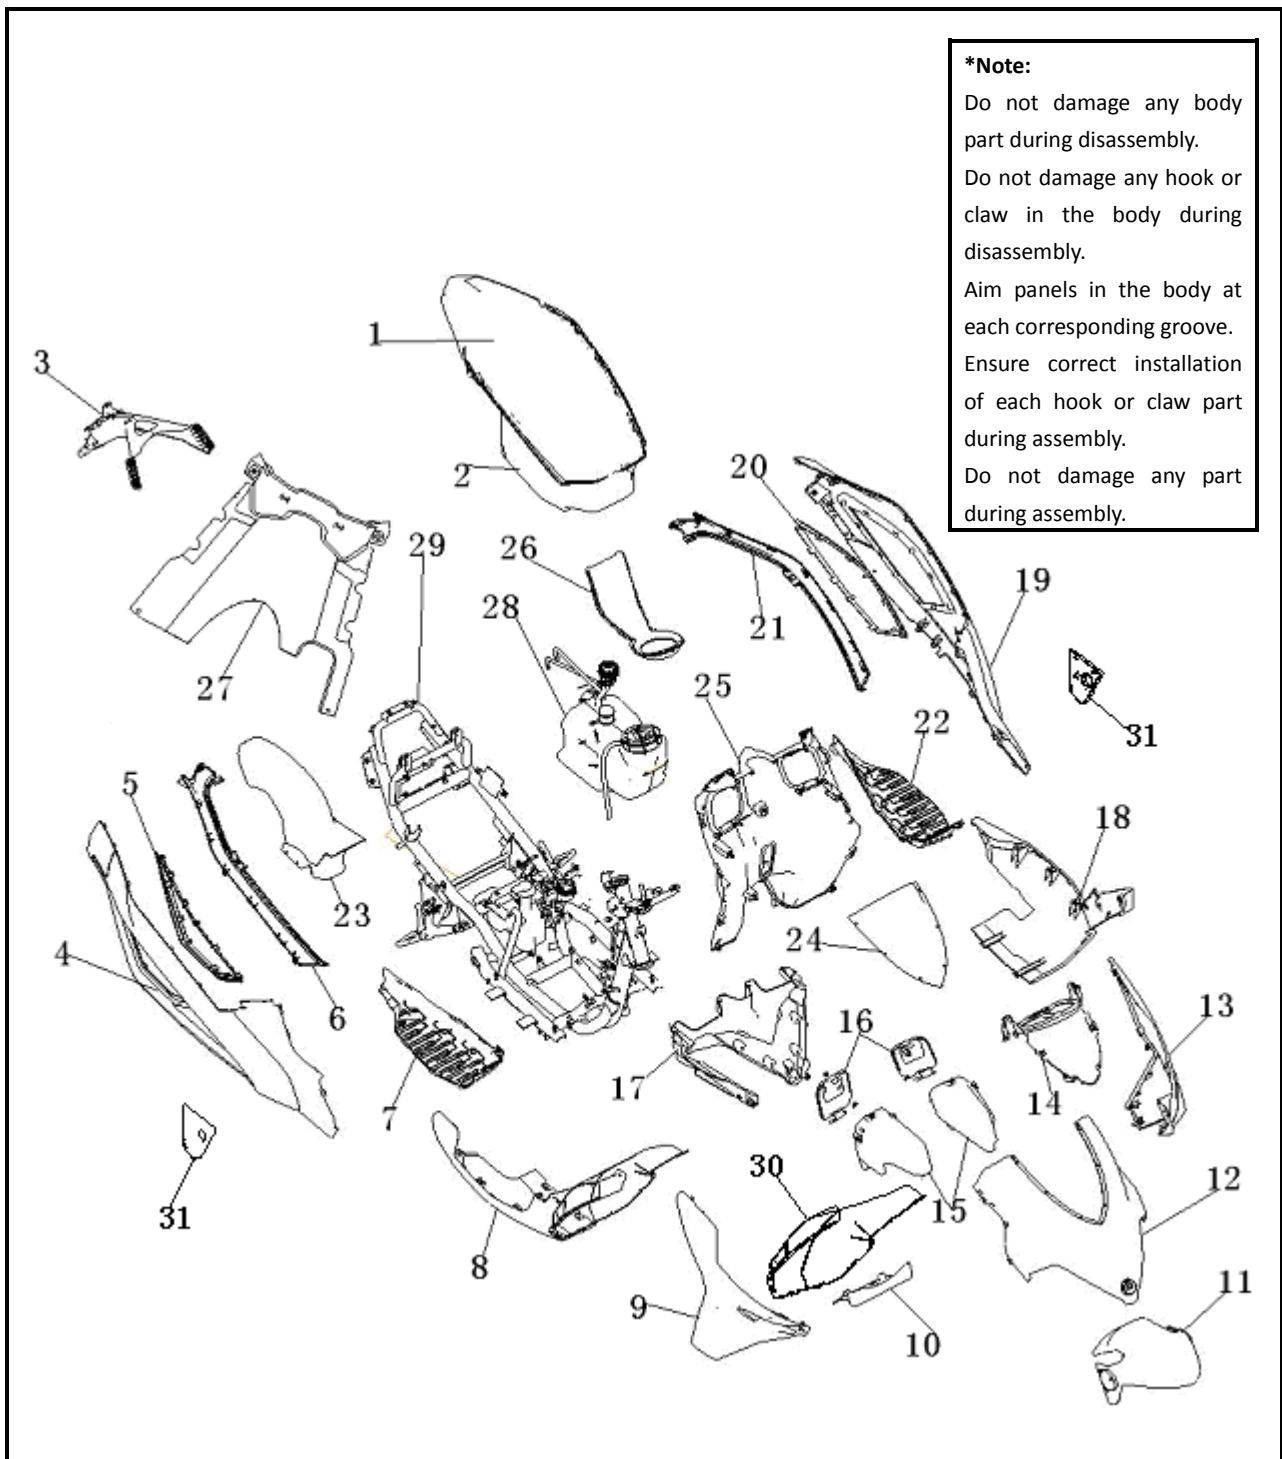 *Note:
Do not damage any body
part during disassembly.
Do not damage any hook or
claw in the body during
disassembly.
Aim panels in the body at
each corresponding groove.
Ensure correct installation
of each hook or claw part
during assembly.
Do not damage any part
during assembly.
1
3
2
20
29
26
19
28
21
27
25
31
22
5
18
23
24
4
6
13
16
17
14
7
30
12
31
15
8
9
11
10